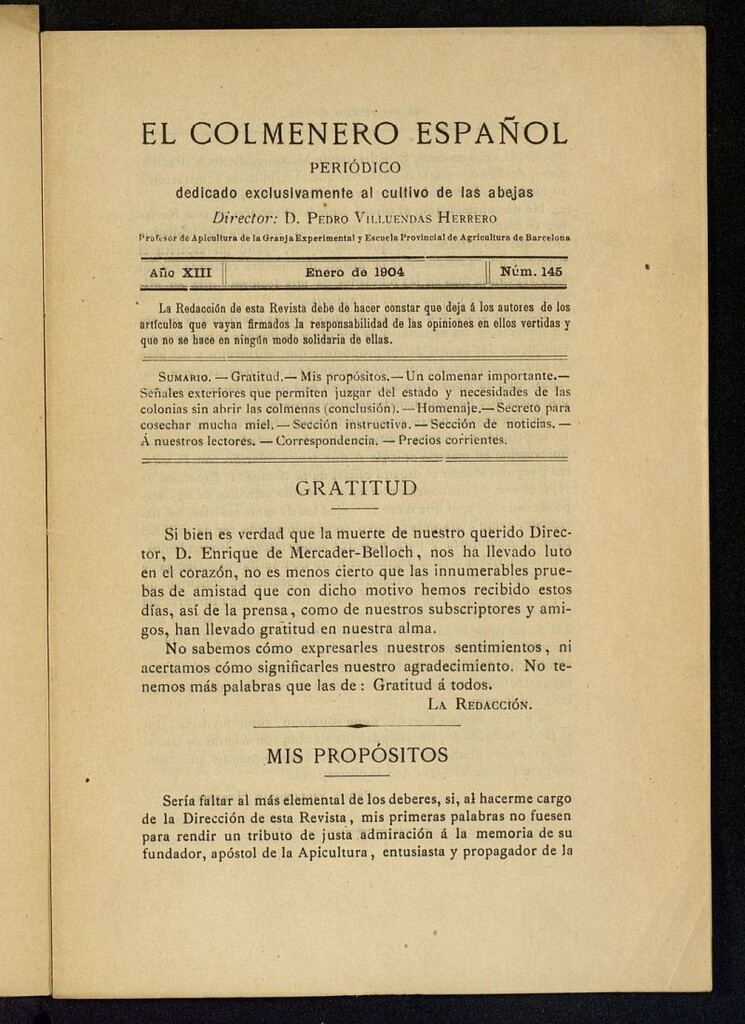 EL COLMENERO ESPAÑOL
PERIÓDICO
dedicado exclusivamente al cultivo de las abejas
Director: D. PEDRO VILLUENDAS HERRERO
Profesor de Apicultura de la Granja Experimental y Escuela Provincial de Agricultura de Barcelona
Año XIII Enero de 1904 Núm. 145
La Redacción de esta Revista debe de hacer constar que deja á los autores de los
artículos que vayan firmados la responsabilidad de las opiniones en ellos vertidas y
que no se hace en ningún modo solidaria de ellas.
SUMARIO. — Gratitud. — Mis propósitos. — Un colmenar importante. —
Señales exteriores que permiten juzgar del estado y necesidades de las
colonias sin abrir las colmenas (conclusión). — Homenaje. — Secreto para
cosechar mucha miel. — Sección instructiva. — Sección de noticias. —
Á nuestros lectores. — Correspondencia. — Precios corrientes.
GRATITUD
Si bien es verdad que la muerte de nuestro querido Direc-
tor, D. Enrique de Mercader-Belloch, nos ha llevado luto
en el corazón, no es menos cierto que las innumerables prue-
bas de amistad que con dicho motivo hemos recibido estos
días, así de la prensa, como de nuestros subscriptores y ami-
gos, han llevado gratitud en nuestra alma.
No sabemos cómo expresarles nuestros sentimientos, ni
acertamos cómo significarles nuestro agradecimiento. No te-
nemos más palabras que las de: Gratitud á todos.
LA REDACCIÓN.
MIS PROPÓSITOS
Sería faltar al más elemental de los deberes, si, al hacerme cargo
de la Dirección de esta Revista, mis primeras palabras no fuesen
para rendir un tributo de justa admiración á la memoria de su
fundador, apóstol de la Apicultura, entusiasta y propagador de la